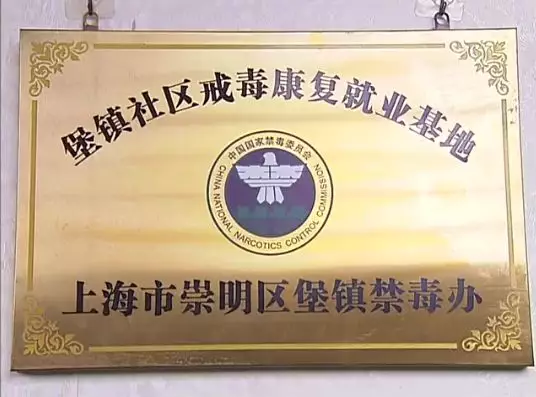 堡镇社区戒毒康复就业基地
中国国家禁毒委员会
CHINA NATIONAL NARCOTICS CONTROL COMMISSION
上海市崇明区堡镇禁毒办